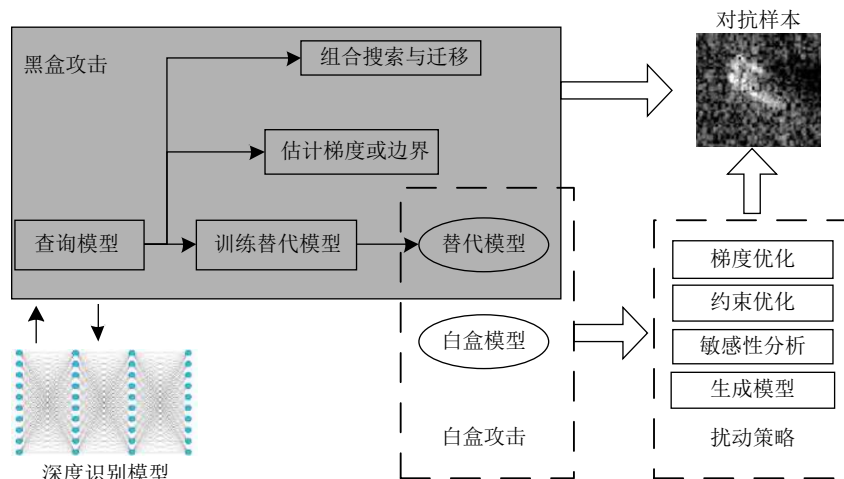 对抗样本
黑盒攻击
组合搜索与迁移
估计梯度或边界
查询模型
训练替代模型
替代模型
白盒模型
白盒攻击
梯度优化
约束优化
敏感性分析
生成模型
扰动策略
深度识别模型